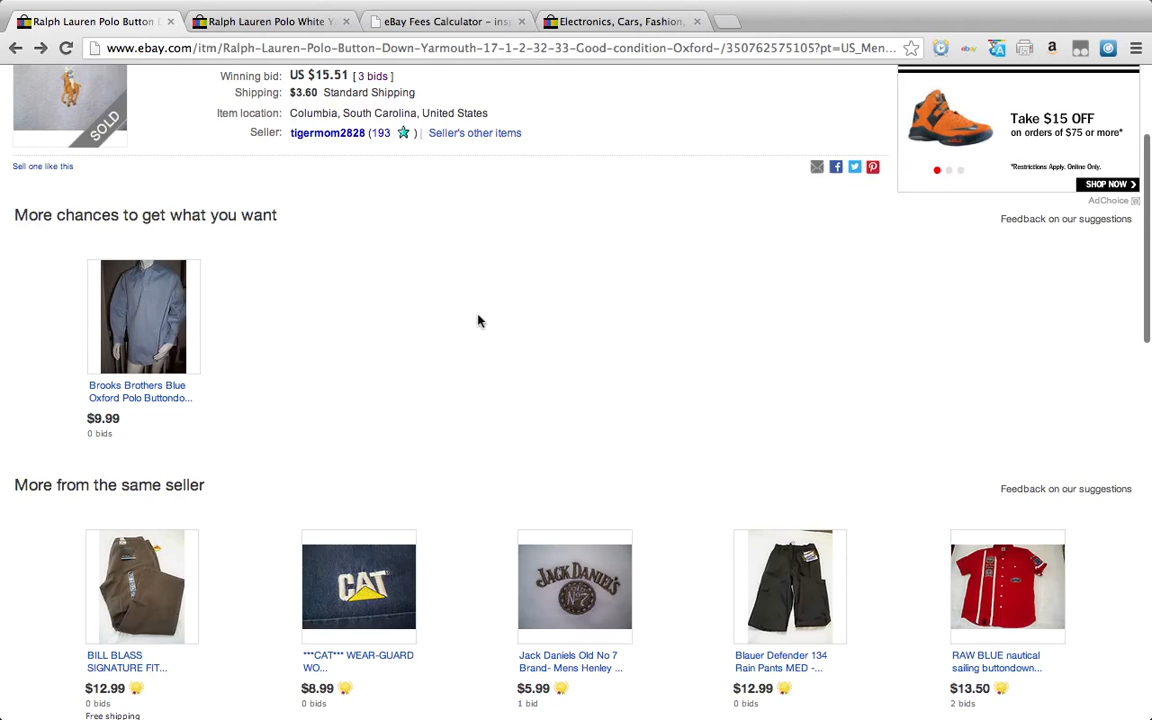 Ralph Lauren Polo Button D
Ralph Lauren Polo White Y
eBay Fees Calculator – ins
Electronics, Cars, Fashion,
www.ebay.com/itm/Ralph-Lauren-Polo-Button-Down-Yarmouth-17-1-2-32-33-Good-condition-Oxford-/350762575105?pt=US_Men...
Winning bid: US $15.51 [ 3 bids ]
Shipping: $3.60 Standard Shipping
Item location: Columbia, South Carolina, United States
Seller: tigermom2828 (193 ) | Seller's other items
SOLD
Sell one like this
Take $15 OFF
on orders of $75 or more*
*Restrictions Apply. Online Only.
SHOP NOW
AdChoice
More chances to get what you want
Feedback on our suggestions
Brooks Brothers Blue
Oxford Polo Buttondo...
$9.99
0 bids
More from the same seller
Feedback on our suggestions
CAT
JACK DANIEL'S
OLD
No 7
BILL BLASS
SIGNATURE FIT...
$12.99
0 bids
Free shipping
***CAT*** WEAR-GUARD
WO...
$8.99
0 bids
Jack Daniels Old No 7
Brand- Mens Henley ...
$5.99
1 bid
Blauer Defender 134
Rain Pants MED -...
$12.99
0 bids
RAW BLUE nautical
sailing buttondown...
$13.50
2 bids